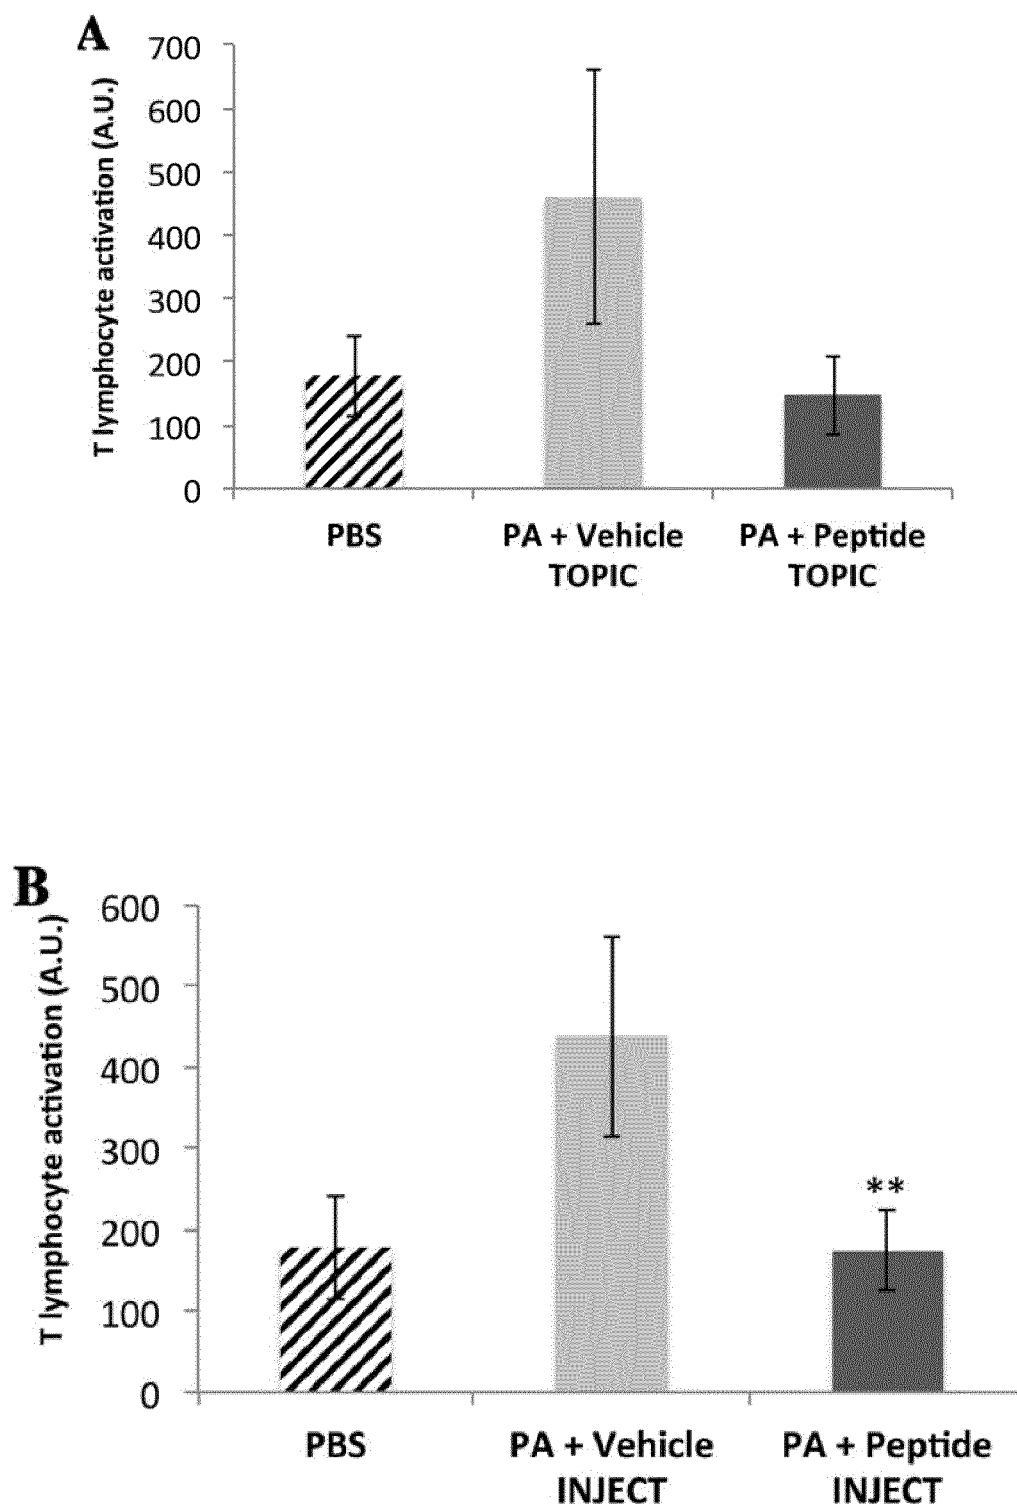 A
T lymphocyte activation (A.U.)
700
600
500
400
300
200
100
0
PBS
PA + Vehicle
TOPIC
PA + Peptide
TOPIC
B
T lymphocyte activation (A.U.)
600
500
400
300
200
100
0
**
PBS
PA + Vehicle
INJECT
PA + Peptide
INJECT